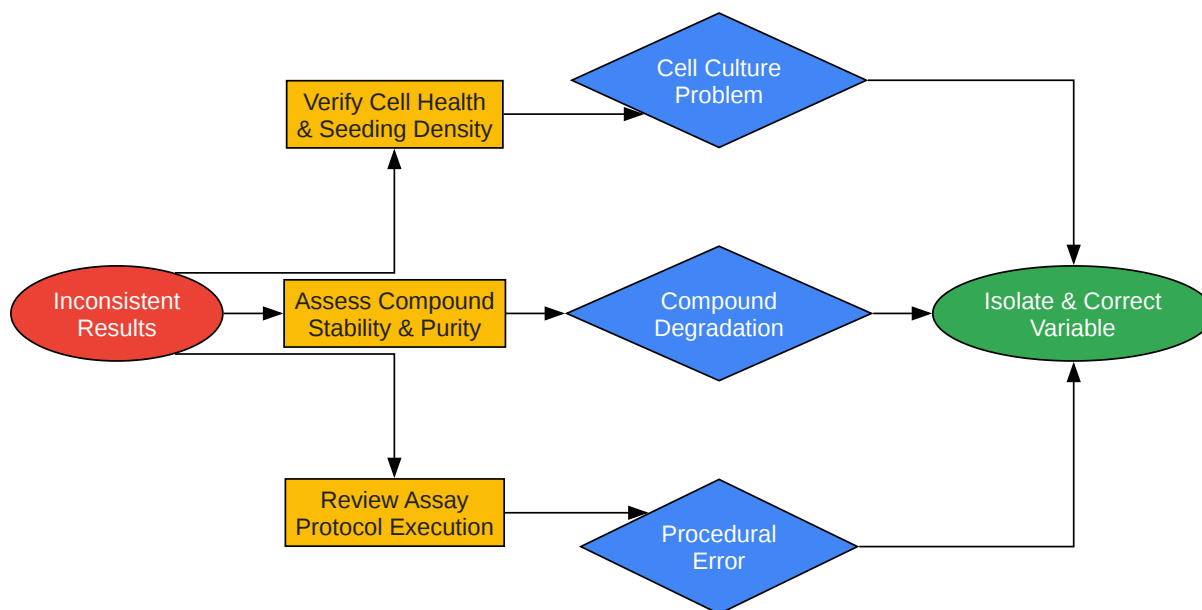 Cell Culture
Problem
Verify Cell Health
& Seeding Density
Inconsistent
Results
Assess Compound
Stability & Purity
Compound
Degradation
Isolate & Correct
Variable
Review Assay
Protocol Execution
Procedural
Error